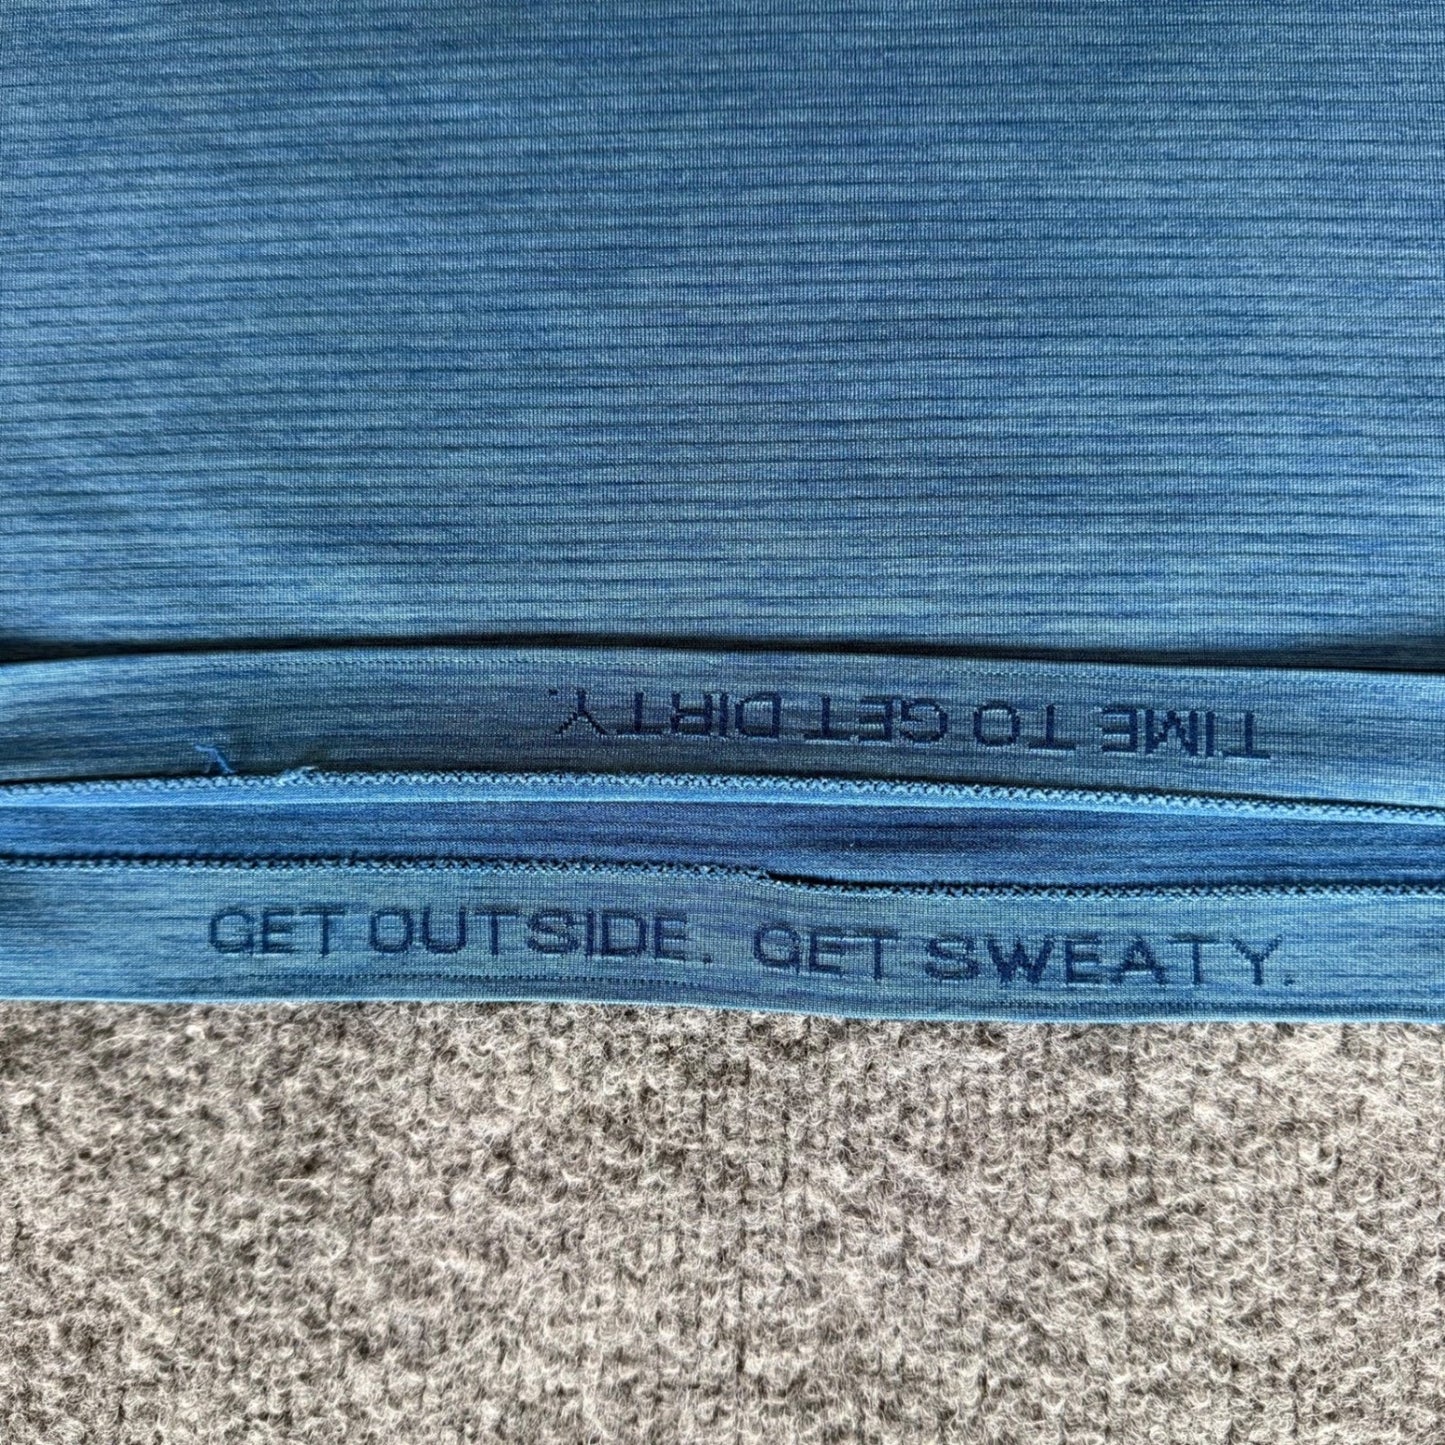 TIME TO GET DIRTY.
GET OUTSIDE. GET SWEATY.